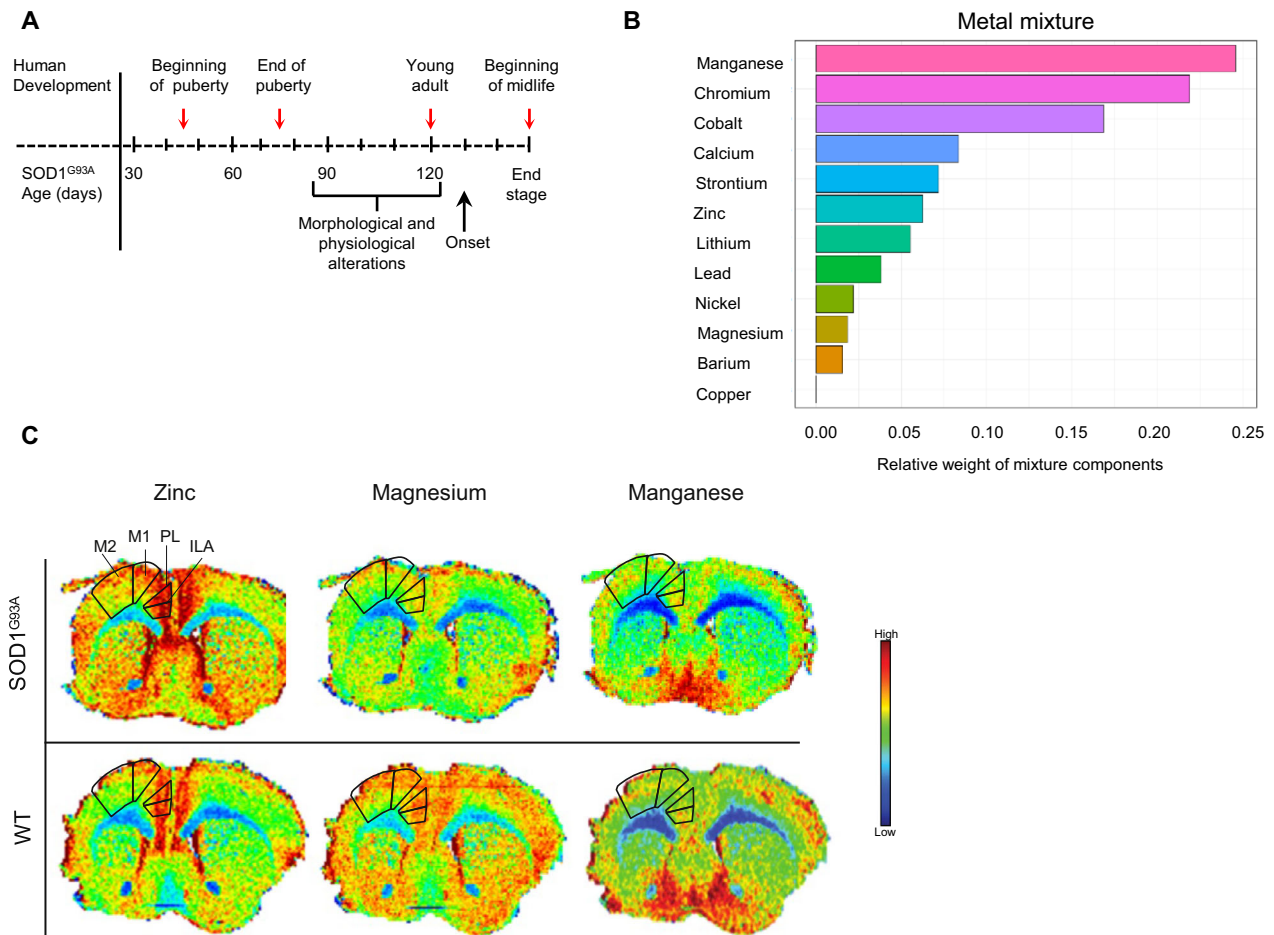 A
Human
Development
Beginning
of puberty
End of
puberty
Young
adult
Beginning
of midlife
SOD1ᴳ⁹³ᴬ
Age (days)
30
60
90
120
End
stage
Morphological and
physiological
alterations
Onset
B
Metal mixture
Manganese
Chromium
Cobalt
Calcium
Strontium
Zinc
Lithium
Lead
Nickel
Magnesium
Barium
Copper
0.00 0.05 0.10 0.15 0.20 0.25
Relative weight of mixture components
C
Zinc Magnesium Manganese
M2 M1 PL ILA
SOD1ᴳ⁹³ᴬ
WT
High
Low